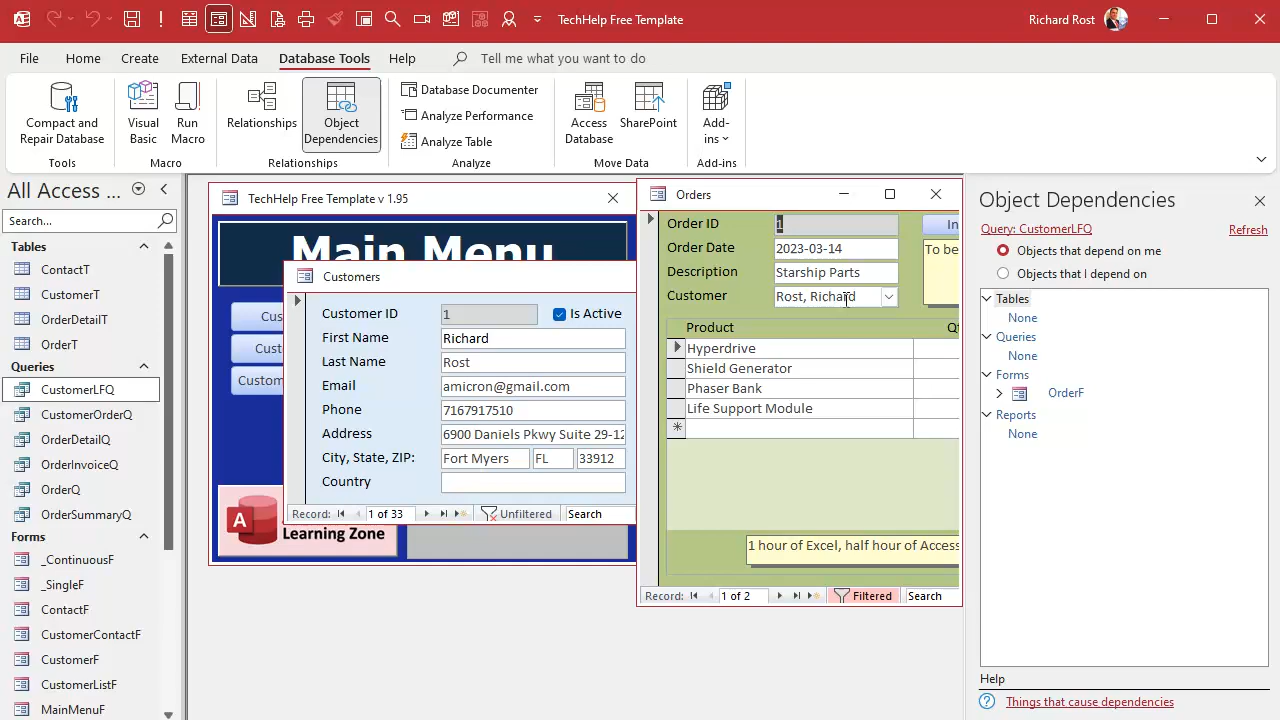 TechHelp Free Template
Richard Rost
File
Home
Create
External Data
Database Tools
Help
Tell me what you want to do
Compact and
Repair Database
Tools
Visual
Basic
Run
Macro
Macro
Relationships
Object
Dependencies
Relationships
Database Documenter
Analyze Performance
Analyze Table
Analyze
Access
Database
SharePoint
Move Data
Add-
ins
Add-ins
All Access ...
Search...
Tables
ContactT
CustomerT
OrderDetailT
OrderT
Queries
CustomerLFQ
CustomerOrderQ
OrderDetailQ
OrderInvoiceQ
OrderQ
OrderSummaryQ
Forms
_ContinuousF
_SingleF
ContactF
CustomerContactF
CustomerF
CustomerListF
MainMenuF
TechHelp Free Template v 1.95
Main Menu
Cus
Cust
Custom
A
Learning Zone
Customers
Customer ID 1 Is Active
First Name Richard
Last Name Rost
Email amicron@gmail.com
Phone 7167917510
Address 6900 Daniels Pkwy Suite 29-12
City, State, ZIP: Fort Myers FL 33912
Country
Record: 1 of 33 Unfiltered Search
Orders
Order ID 1 In
Order Date 2023-03-14 To be
Description Starship Parts
Customer Rost, Richard
Product Qt
Hyperdrive
Shield Generator
Phaser Bank
Life Support Module
1 hour of Excel, half hour of Access
Record: 1 of 2 Filtered Search
Object Dependencies
Query: CustomerLFQ Refresh
Objects that depend on me
Objects that I depend on
Tables
None
Queries
None
Forms
OrderF
Reports
None
Help
Things that cause dependencies